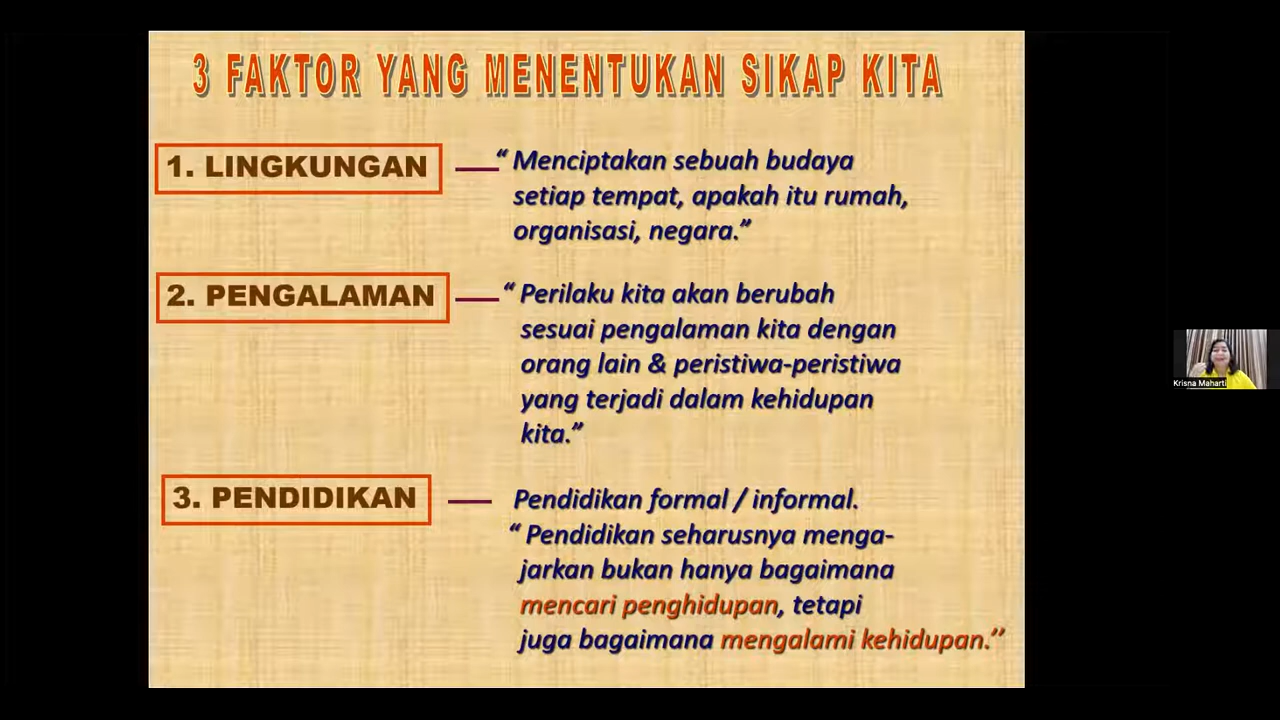 3 FAKTOR YANG MENENTUKAN SIKAP KITA
1. LINGKUNGAN
“ Menciptakan sebuah budaya
setiap tempat, apakah itu rumah,
organisasi, negara.”
2. PENGALAMAN
“ Perilaku kita akan berubah
sesuai pengalaman kita dengan
orang lain & peristiwa-peristiwa
yang terjadi dalam kehidupan
kita.”
3. PENDIDIKAN
Pendidikan formal / informal.
“ Pendidikan seharusnya menga-
jarkan bukan hanya bagaimana
mencari penghidupan, tetapi
juga bagaimana mengalami kehidupan.’’
Krisna Maharti